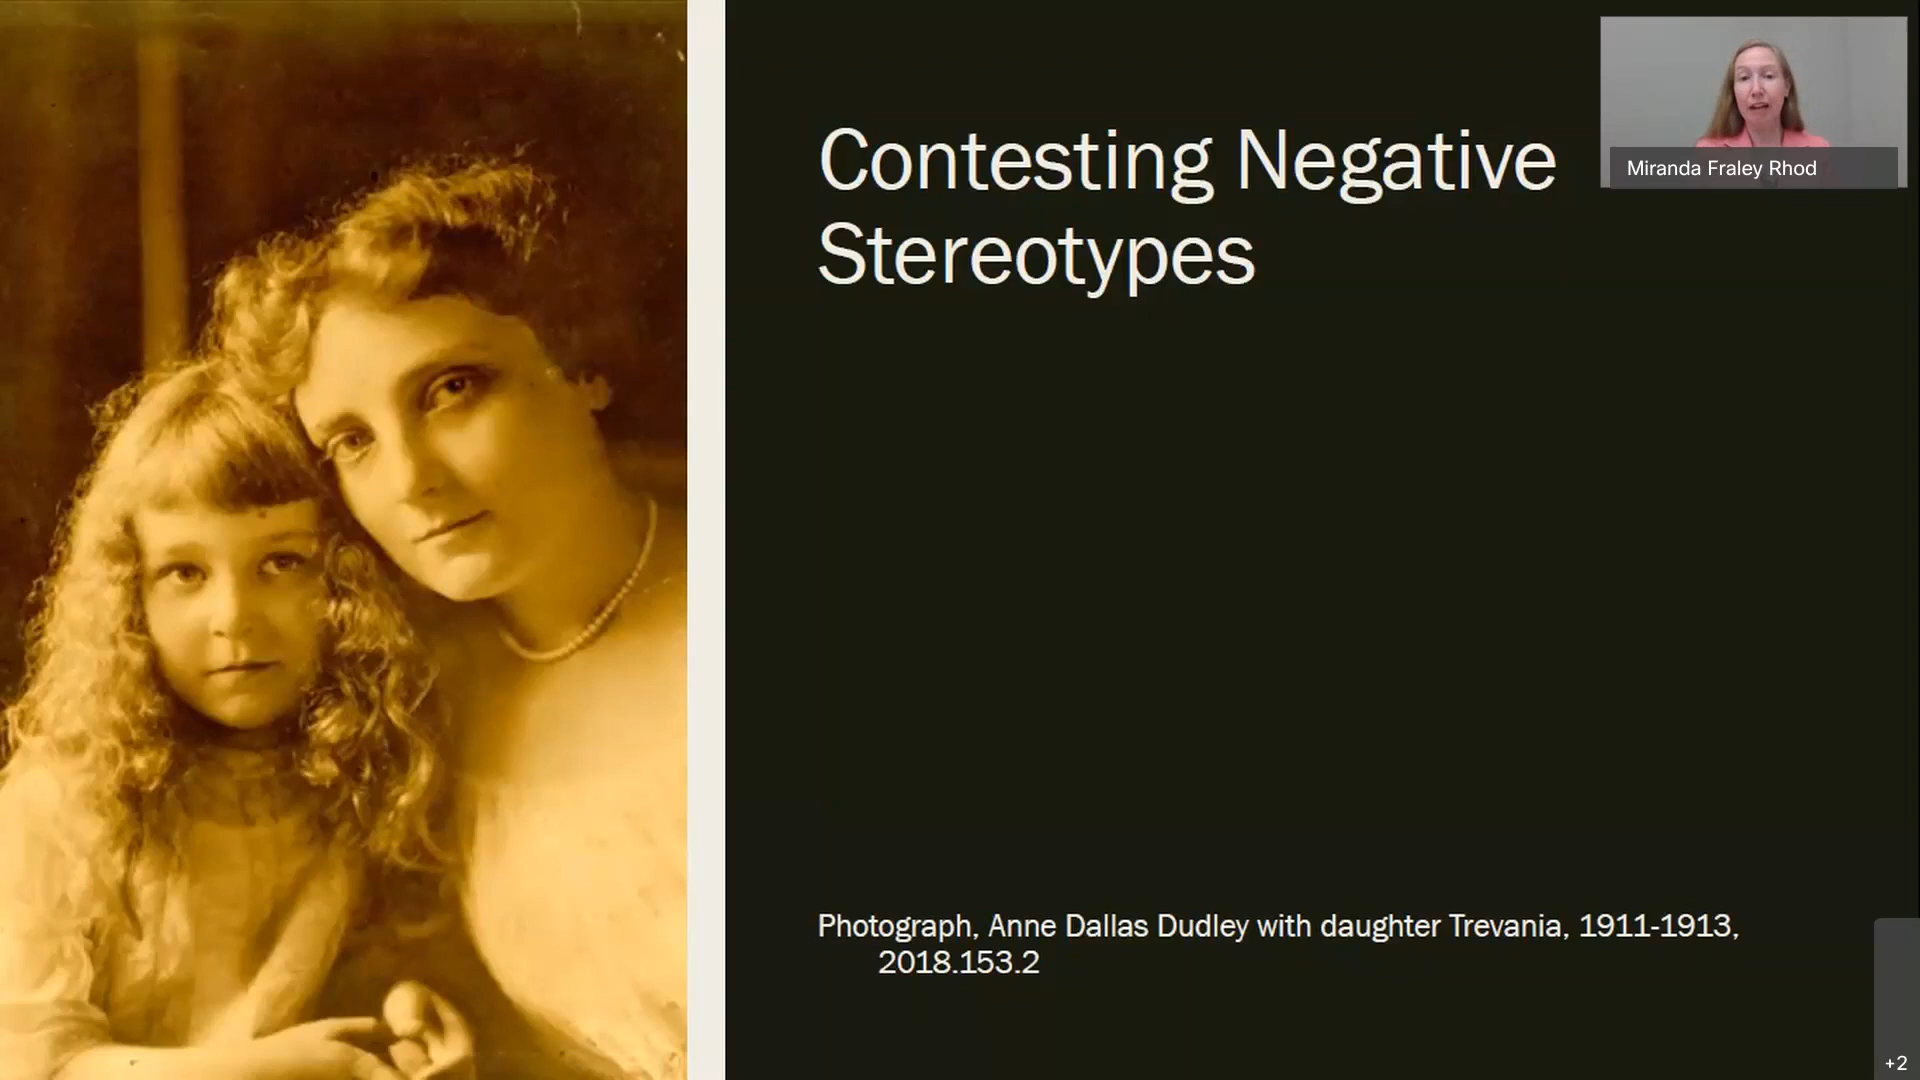 Contesting Negative
Stereotypes
Miranda Fraley Rhod
Photograph, Anne Dallas Dudley with daughter Trevania, 1911-1913,
2018.153.2
+2